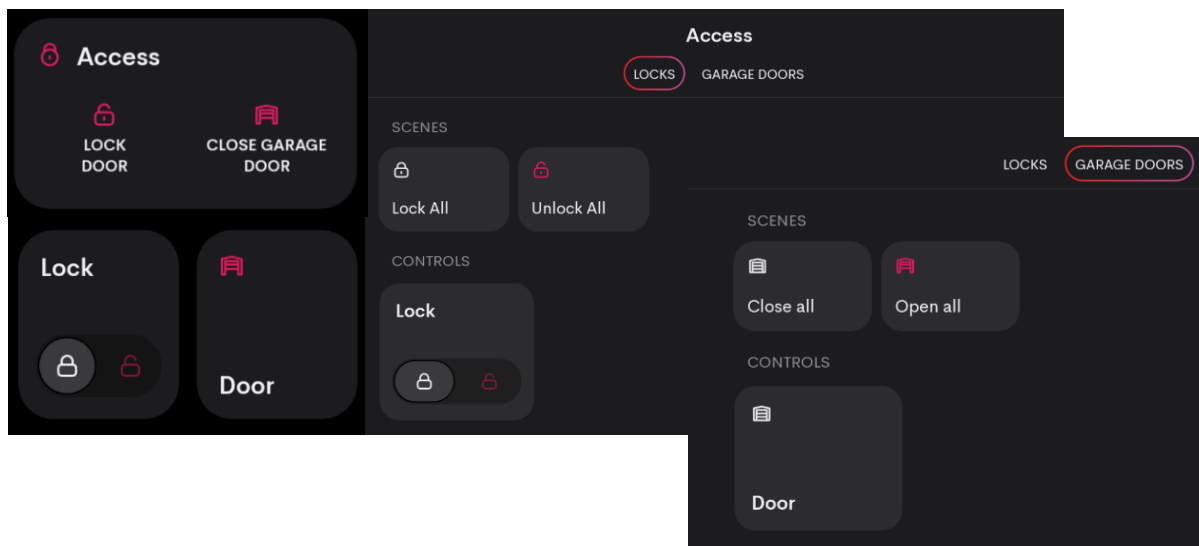 Access
LOCK
DOOR
CLOSE GARAGE
DOOR
Lock
Door
Access
LOCKS
GARAGE DOORS
SCENES
Lock All
Unlock All
CONTROLS
Lock
LOCKS
GARAGE DOORS
SCENES
Close all
Open all
CONTROLS
Door